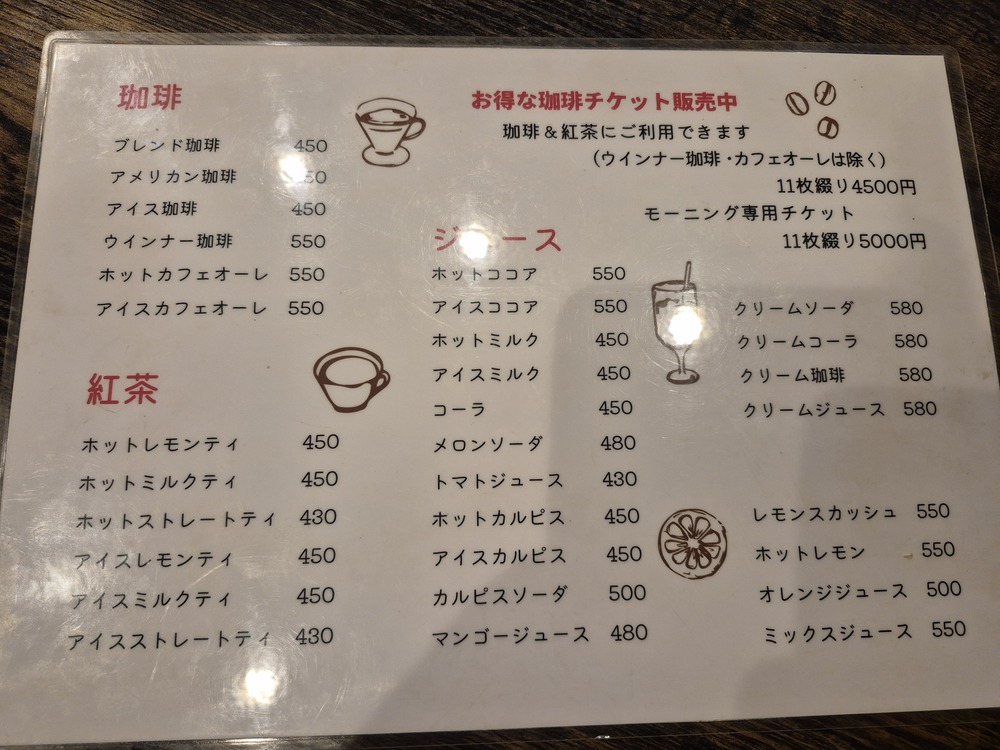 珈琲
ブレンド珈琲 450
アメリカン珈琲
アイス珈琲 450
ウインナー珈琲 550
ホットカフェオーレ 550
アイスカフェオーレ 550
紅茶
ホットレモンティ 450
ホットミルクティ 450
ホットストレートティ 430
アイスレモンティ 450
アイスミルクティ 450
アイスストレートティ 430
お得な珈琲チケット販売中
珈琲&紅茶にご利用できます
(ウインナー珈琲・カフェオーレは除く)
11枚綴り4500円
モーニング専用チケット
11枚綴り5000円
ジュース
ホットココア 550
アイスココア 550
ホットミルク 450
アイスミルク 450
コーラ 450
メロンソーダ 480
トマトジュース 430
ホットカルピス 450
アイスカルピス 450
カルピスソーダ 500
マンゴージュース 480
クリームソーダ 580
クリームコーラ 580
クリーム珈琲 580
クリームジュース 580
レモンスカッシュ 550
ホットレモン 550
オレンジジュース 500
ミックスジュース 550